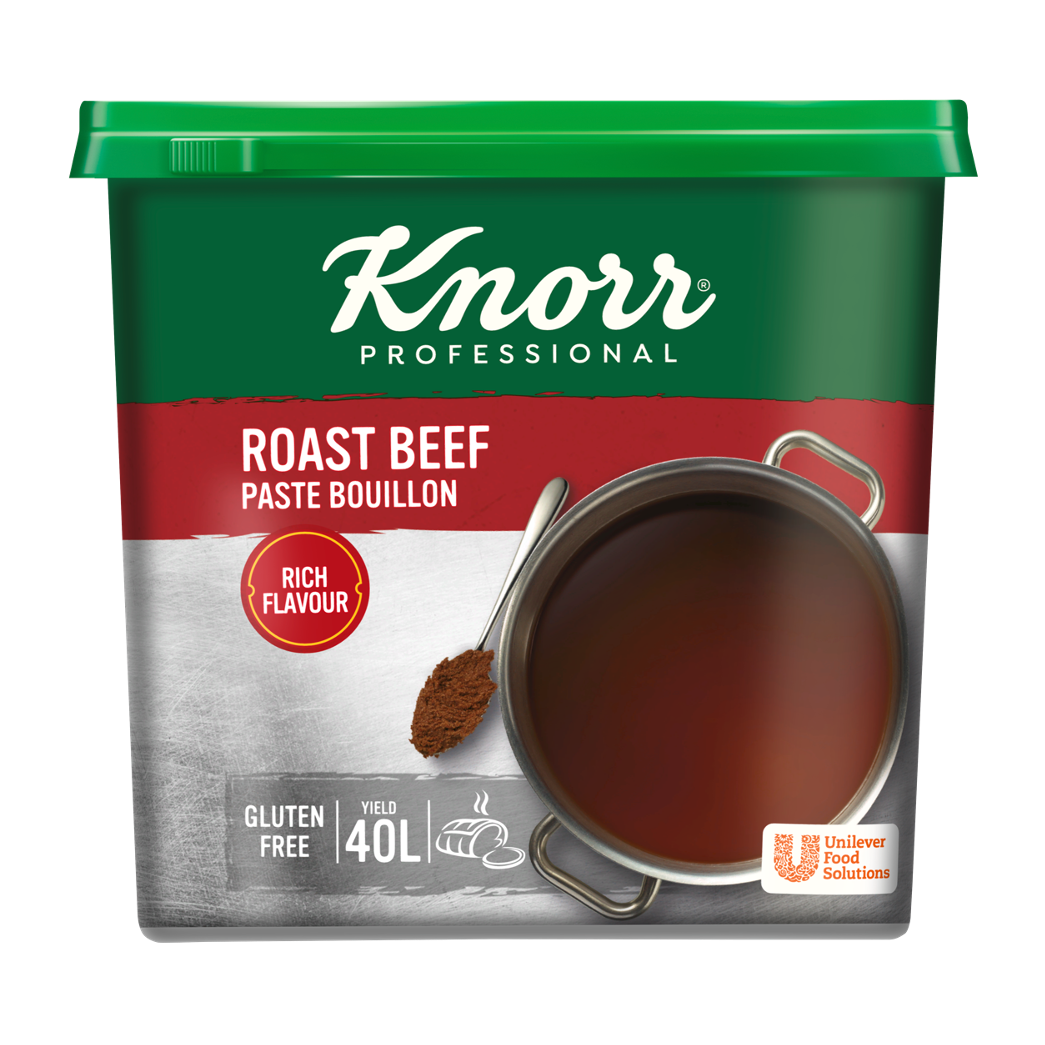 Knorr®
PROFESSIONAL
ROAST BEEF
PASTE BOUILLON
RICH
FLAVOUR
GLUTEN
FREE
YIELD
40L
Unilever
Food
Solutions